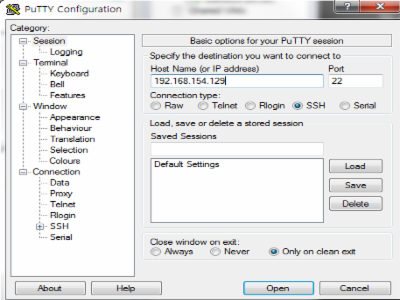 PuTTY Configuration
Category:
Session
Logging
Terminal
Keyboard
Bell
Features
Window
Appearance
Behaviour
Translation
Selection
Colours
Connection
Data
Proxy
Telnet
Rlogin
SSH
Serial
Basic options for your PuTTY session
Specify the destination you want to connect to
Host Name (or IP address) Port
192.168.154.129 22
Connection type:
Raw Telnet Rlogin SSH Serial
Load, save or delete a stored session
Saved Sessions
Default Settings
Load
Save
Delete
Close window on exit:
Always Never Only on clean exit
About Help Open Cancel